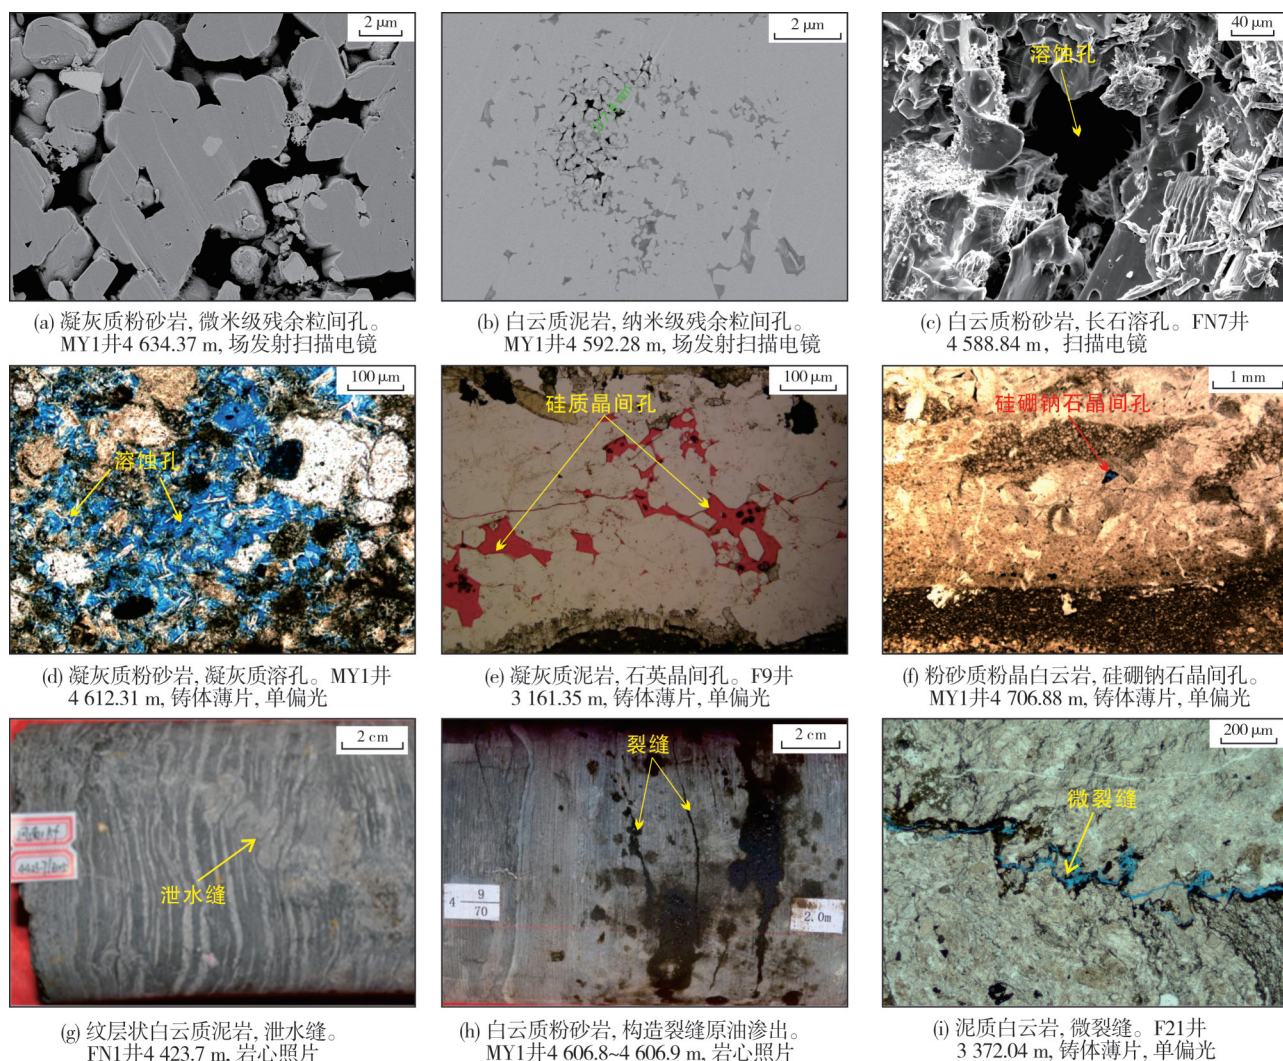 2 μm
2 μm
40 μm
溶蚀孔
(a) 凝灰质粉砂岩, 微米级残余粒间孔。
MY1井4 634.37 m, 场发射扫描电镜
(b) 白云质泥岩, 纳米级残余粒间孔。
MY1井4 592.28 m, 场发射扫描电镜
(c) 白云质粉砂岩, 长石溶孔。FN7井
4 588.84 m, 扫描电镜
100 μm
100 μm
1 mm
溶蚀孔
硅质晶间孔
硅硼钠石晶间孔
(d) 凝灰质粉砂岩, 凝灰质溶孔。MY1井
4 612.31 m, 铸体薄片, 单偏光
(e) 凝灰质泥岩, 石英晶间孔。F9井
3 161.35 m, 铸体薄片, 单偏光
(f) 粉砂质粉晶白云岩, 硅硼钠石晶间孔。
MY1井4 706.88 m, 铸体薄片, 单偏光
2 cm
2 cm
200 μm
泄水缝
裂缝
4 9/70
2.0m
微裂缝
(g) 纹层状白云质泥岩, 泄水缝。
FN1井4 423.7 m, 岩心照片
(h) 白云质粉砂岩, 构造裂缝原油渗出。
MY1井4 606.8~4 606.9 m, 岩心照片
(i) 泥质白云岩, 微裂缝。F21井
3 372.04 m, 铸体薄片, 单偏光